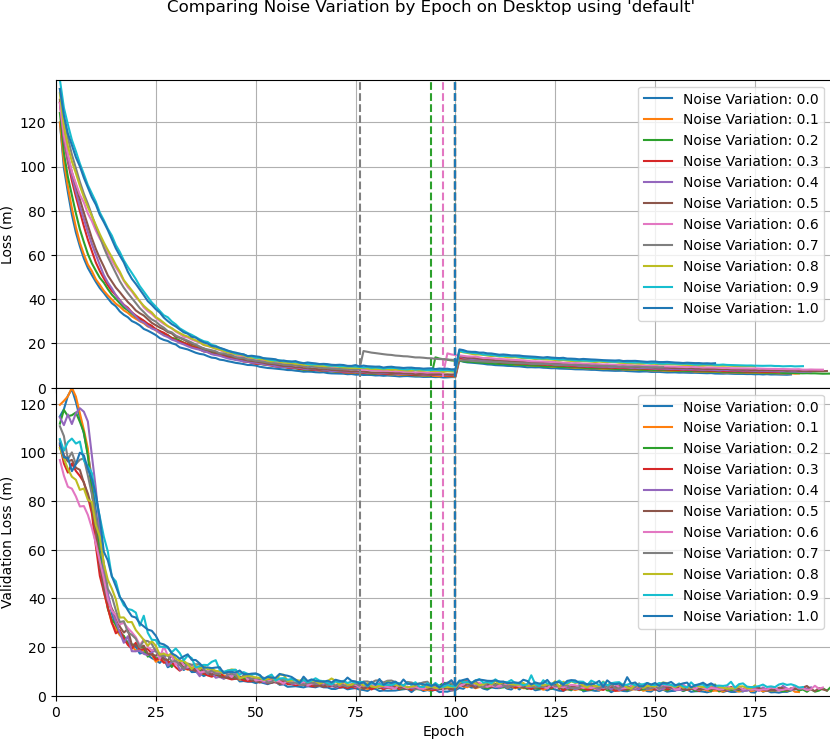 Comparing Noise Variation by Epoch on Desktop using 'default'
Loss (m)
120
100
80
60
40
20
0
Noise Variation: 0.0
Noise Variation: 0.1
Noise Variation: 0.2
Noise Variation: 0.3
Noise Variation: 0.4
Noise Variation: 0.5
Noise Variation: 0.6
Noise Variation: 0.7
Noise Variation: 0.8
Noise Variation: 0.9
Noise Variation: 1.0
Validation Loss (m)
120
100
80
60
40
20
0
Noise Variation: 0.0
Noise Variation: 0.1
Noise Variation: 0.2
Noise Variation: 0.3
Noise Variation: 0.4
Noise Variation: 0.5
Noise Variation: 0.6
Noise Variation: 0.7
Noise Variation: 0.8
Noise Variation: 0.9
Noise Variation: 1.0
0 25 50 75 100 125 150 175
Epoch